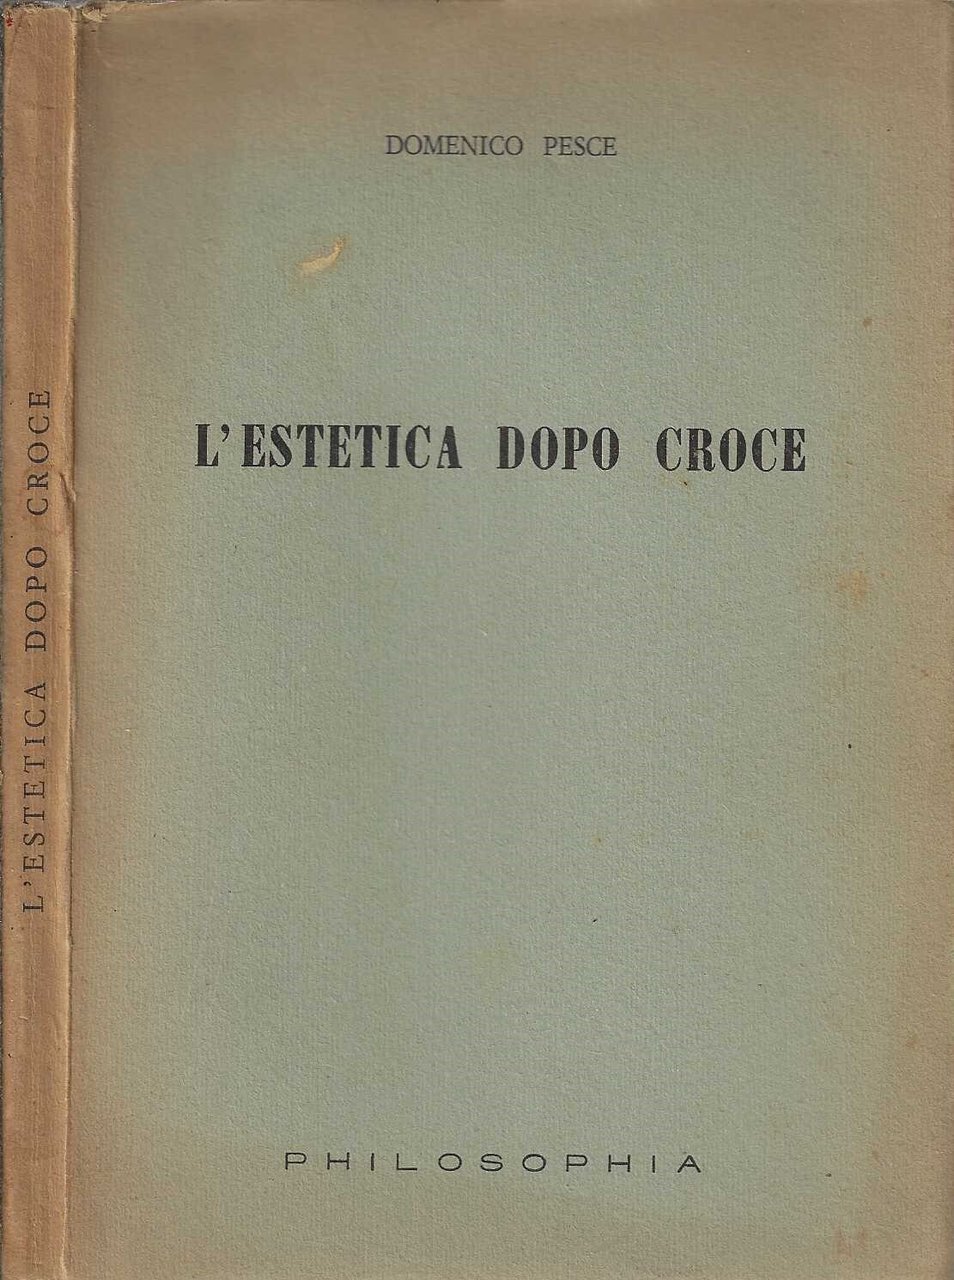 L'ESTETICA DOPO CROCE
DOMENICO PESCE
L'ESTETICA DOPO CROCE
PHILOSOPHIA